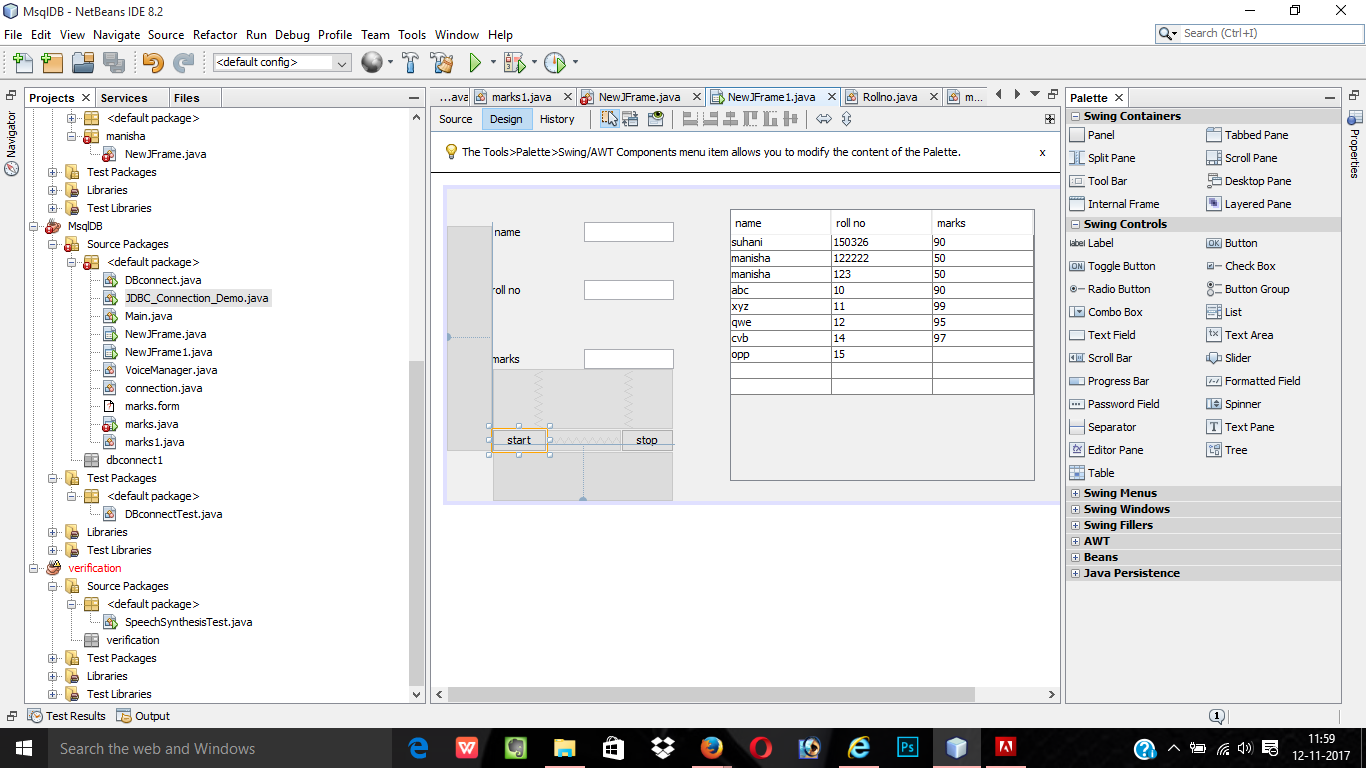 MsqlDB - NetBeans IDE 8.2
File Edit View Navigate Source Refactor Run Debug Profile Team Tools Window Help
Search (Ctrl+I)
<default config>
Navigator
Projects Services Files
<default package>
manisha
NewJFrame.java
Test Packages
Libraries
Test Libraries
MsqlDB
Source Packages
<default package>
DBconnect.java
JDBC_Connection_Demo.java
Main.java
NewJFrame.java
NewJFrame1.java
VoiceManager.java
connection.java
marks.form
marks.java
marks1.java
dbconnect1
Test Packages
<default package>
DBconnectTest.java
Libraries
Test Libraries
verification
Source Packages
<default package>
SpeechSynthesisTest.java
verification
Test Packages
Libraries
Test Libraries
...ava marks1.java NewJFrame.java NewJFrame1.java Rollno.java m...
Source Design History
The Tools>Palette>Swing/AWT Components menu item allows you to modify the content of the Palette. x
name
roll no
marks
start stop
name roll no marks
suhani 150326 90
manisha 122222 50
manisha 123 50
abc 10 90
xyz 11 99
qwe 12 95
cvb 14 97
opp 15
Palette
Swing Containers
Panel Tabbed Pane
Split Pane Scroll Pane
Tool Bar Desktop Pane
Internal Frame Layered Pane
Swing Controls
Label Button
Toggle Button Check Box
Radio Button Button Group
Combo Box List
Text Field Text Area
Scroll Bar Slider
Progress Bar Formatted Field
Password Field Spinner
Separator Text Pane
Editor Pane Tree
Table
Swing Menus
Swing Windows
Swing Fillers
AWT
Beans
Java Persistence
Properties
Test Results Output
1
Search the web and Windows
11:59
12-11-2017